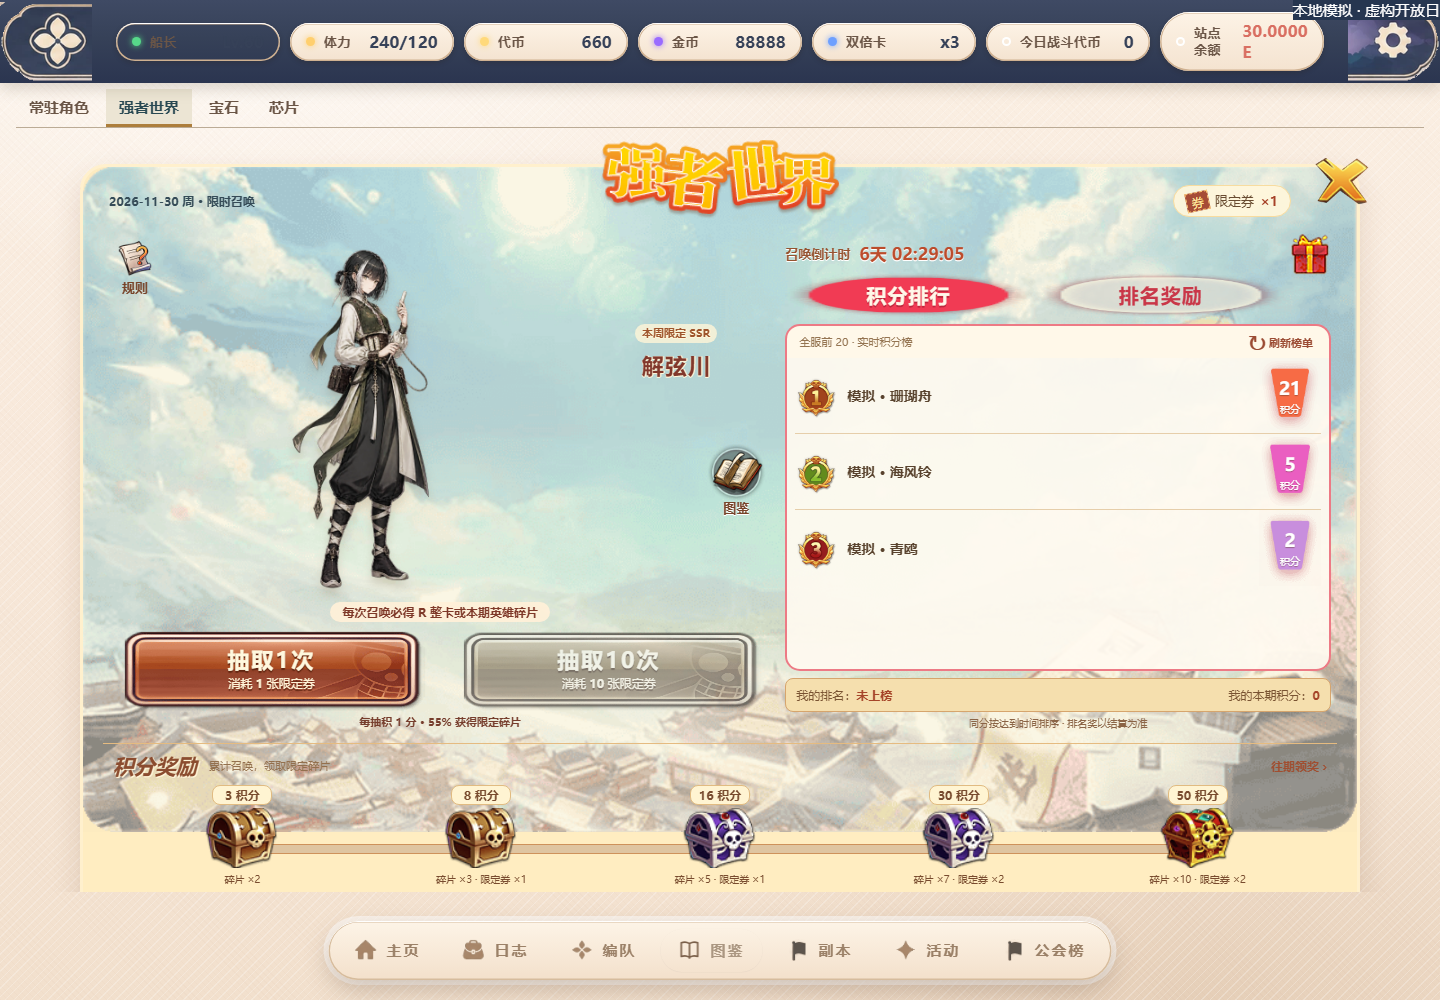 本地模拟 · 虚构开放日
船长
体力 240/120
代币 660
金币 88888
双倍卡 x3
今日战斗代币 0
站点余额 30.0000E
常驻角色 强者世界 宝石 芯片
强者世界
2026-11-30 周 • 限时召唤
券 限定券 ×1
规则
召唤倒计时 6天 02:29:05
积分排行 排名奖励
本周限定 SSR
解弦川
图鉴
全服前 20 · 实时积分榜 刷新榜单
1 模拟 • 珊瑚舟 21 积分
2 模拟 • 海风铃 5 积分
3 模拟 • 青鸥 2 积分
每次召唤必得 R 整卡或本期英雄碎片
抽取1次
消耗 1 张限定券
抽取10次
消耗 10 张限定券
每抽积 1 分 • 55% 获得限定碎片
我的排名：未上榜 我的本期积分：0
同分按达到时间排序 · 排名奖以结算为准
积分奖励 累计召唤，领取限定碎片 往期领奖 ›
3 积分 8 积分 16 积分 30 积分 50 积分
碎片 ×2 碎片 ×3 · 限定券 ×1 碎片 ×5 · 限定券 ×1 碎片 ×7 · 限定券 ×2 碎片 ×10 · 限定券 ×2
主页 日志 编队 图鉴 副本 活动 公会榜